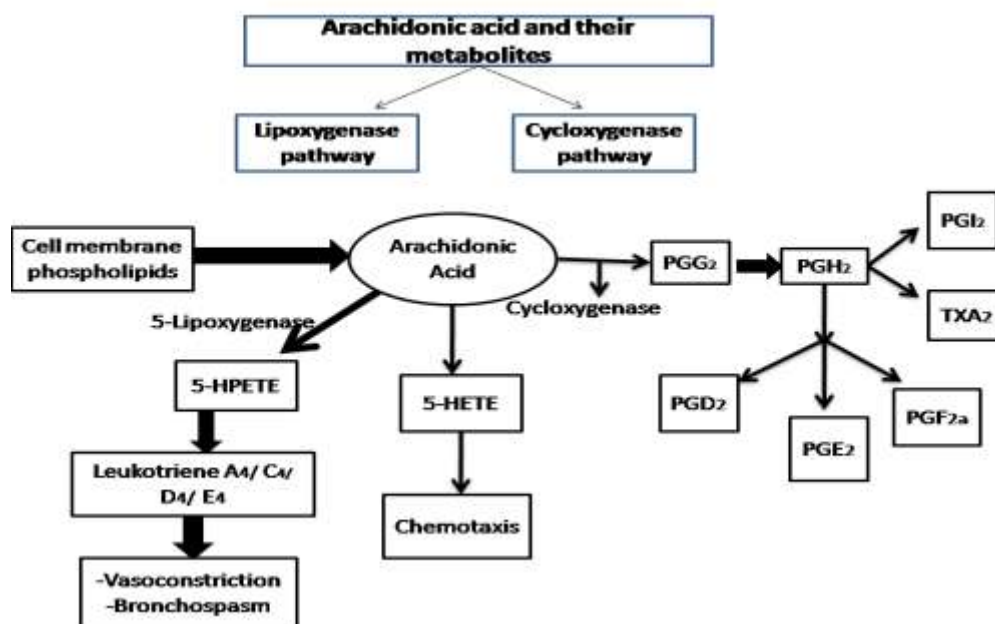 Arachidonic acid and their
metabolites
Lipoxygenase
pathway
Cycloxygenase
pathway
Cell membrane
phospholipids
Arachidonic
Acid
PGG2
PGH2
PGI2
TXA2
Cycloxygenase
5-Lipoxygenase
5-HPETE
5-HETE
PGD2
PGE2
PGF2a
Leukotriene A4/ C4/
D4/ E4
Chemotaxis
-Vasoconstriction
-Bronchospasm